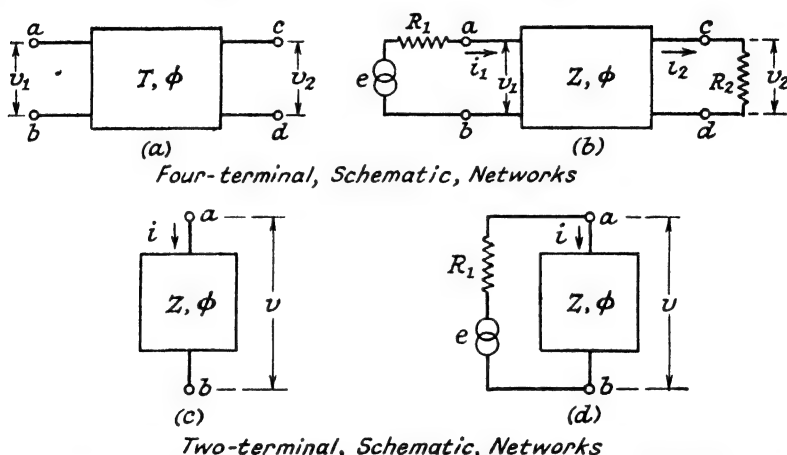 a
c
v₁
T, ϕ
v₂
b
d
(a)
R₁
a
c
i₁
i₂
e
v₁
Z, ϕ
R₂
v₂
b
d
(b)
Four-terminal, Schematic, Networks
a
i
Z, ϕ
v
b
(c)
a
i
R₁
Z, ϕ
v
e
b
(d)
Two-terminal, Schematic, Networks